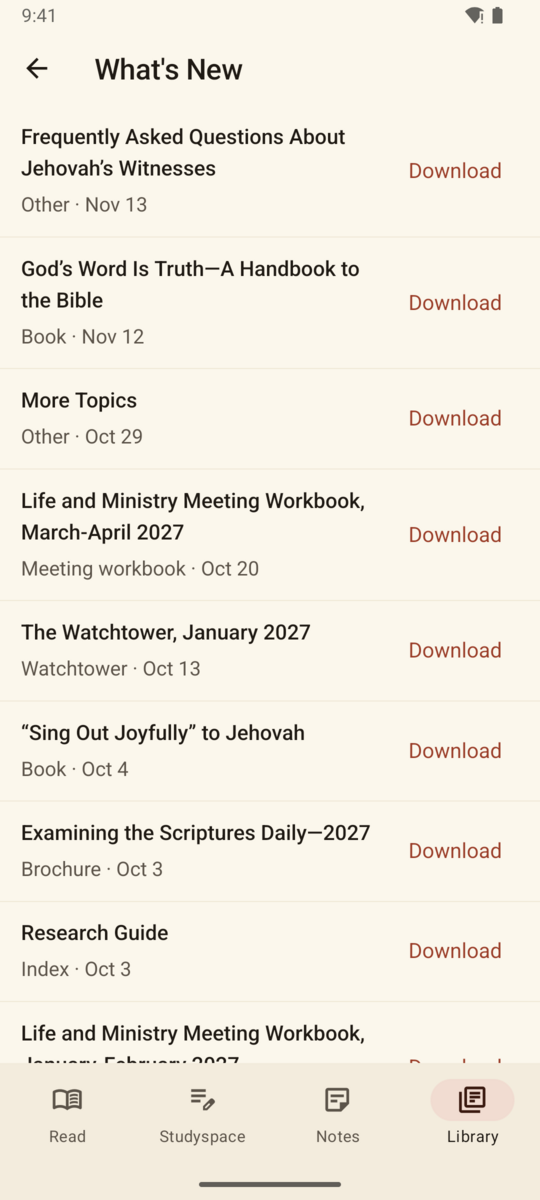 9:41
What's New
Frequently Asked Questions About
Jehovah’s Witnesses
Other · Nov 13
Download
God’s Word Is Truth—A Handbook to
the Bible
Book · Nov 12
Download
More Topics
Other · Oct 29
Download
Life and Ministry Meeting Workbook,
March-April 2027
Meeting workbook · Oct 20
Download
The Watchtower, January 2027
Watchtower · Oct 13
Download
“Sing Out Joyfully” to Jehovah
Book · Oct 4
Download
Examining the Scriptures Daily—2027
Brochure · Oct 3
Download
Research Guide
Index · Oct 3
Download
Life and Ministry Meeting Workbook,
January-February 2027
Read
Studyspace
Notes
Library